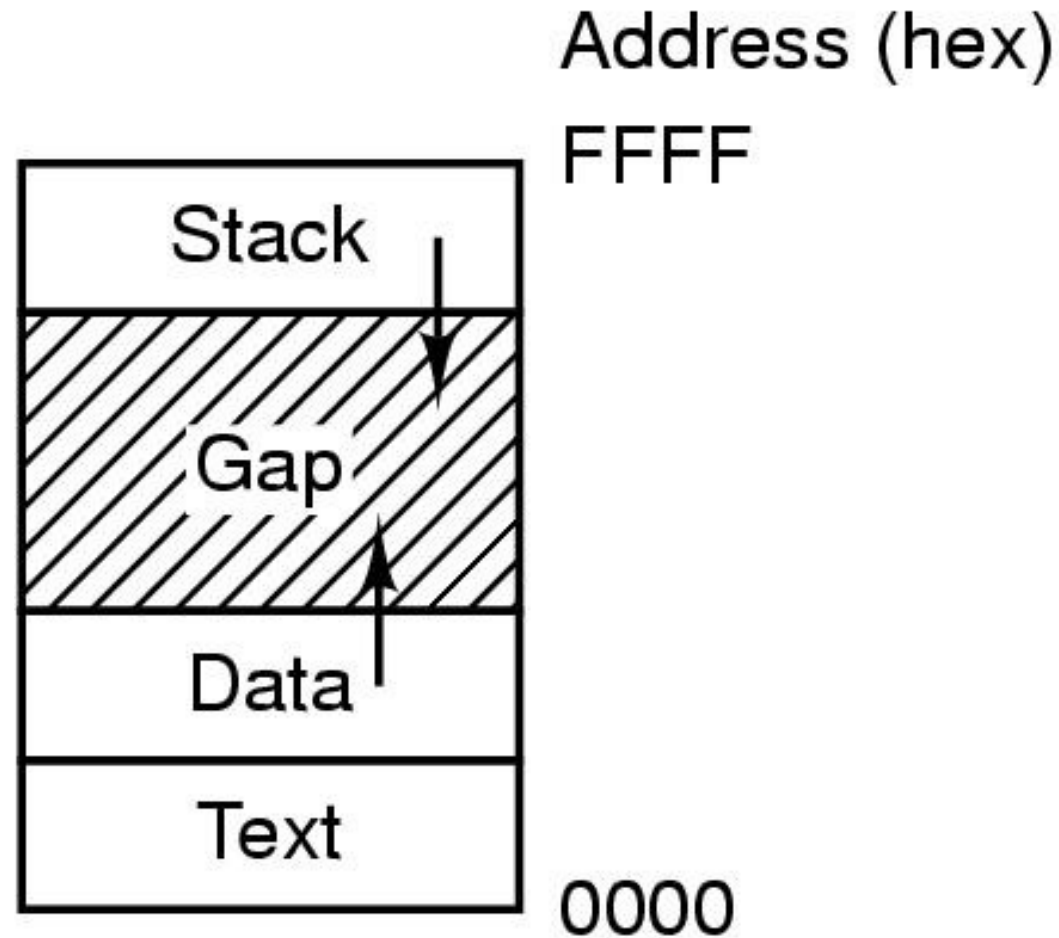 Address (hex)
FFFF
Stack
Gap
Data
Text
0000